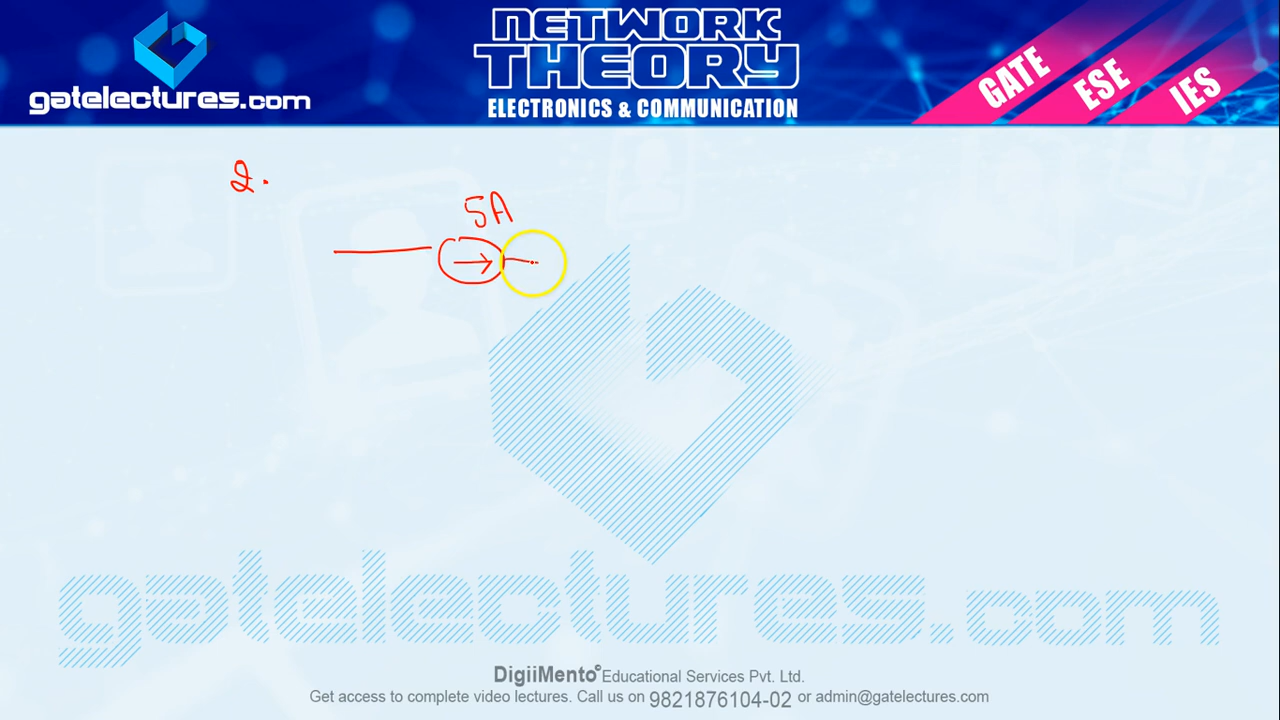 gatelectures.com
NETWORK
THEORY
ELECTRONICS & COMMUNICATION
GATE
ESE
IES
2.
5A
gatelectures.com
DigiiMento© Educational Services Pvt. Ltd.
Get access to complete video lectures. Call us on 9821876104-02 or admin@gatelectures.com